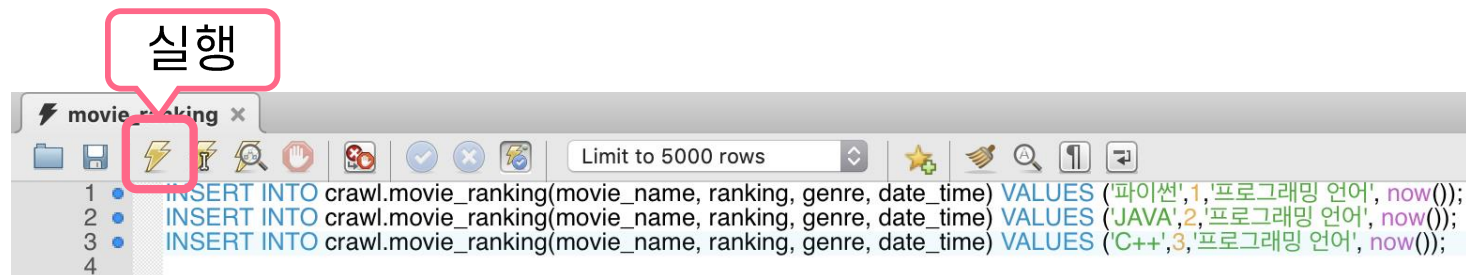 실행
movie_ranking
Limit to 5000 rows
1 INSERT INTO crawl.movie_ranking(movie_name, ranking, genre, date_time) VALUES ('파이썬',1,'프로그래밍 언어', now());
2 INSERT INTO crawl.movie_ranking(movie_name, ranking, genre, date_time) VALUES ('JAVA',2,'프로그래밍 언어', now());
3 INSERT INTO crawl.movie_ranking(movie_name, ranking, genre, date_time) VALUES ('C++',3,'프로그래밍 언어', now());
4